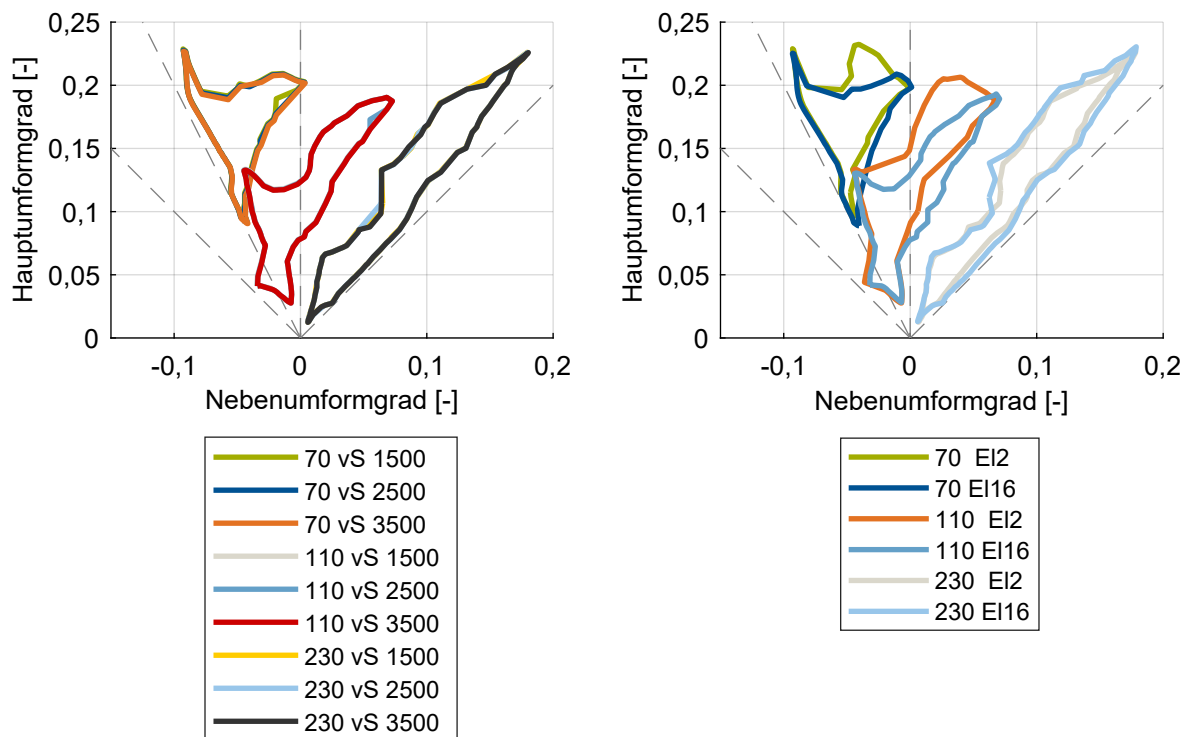 0,25
0,2
0,15
0,1
0,05
0
Hauptumformgrad [-]
-0,1
0
0,1
0,2
Nebenumformgrad [-]
70 vS 1500
70 vS 2500
70 vS 3500
110 vS 1500
110 vS 2500
110 vS 3500
230 vS 1500
230 vS 2500
230 vS 3500
0,25
0,2
0,15
0,1
0,05
0
Hauptumformgrad [-]
-0,1
0
0,1
0,2
Nebenumformgrad [-]
70 El2
70 El16
110 El2
110 El16
230 El2
230 El16